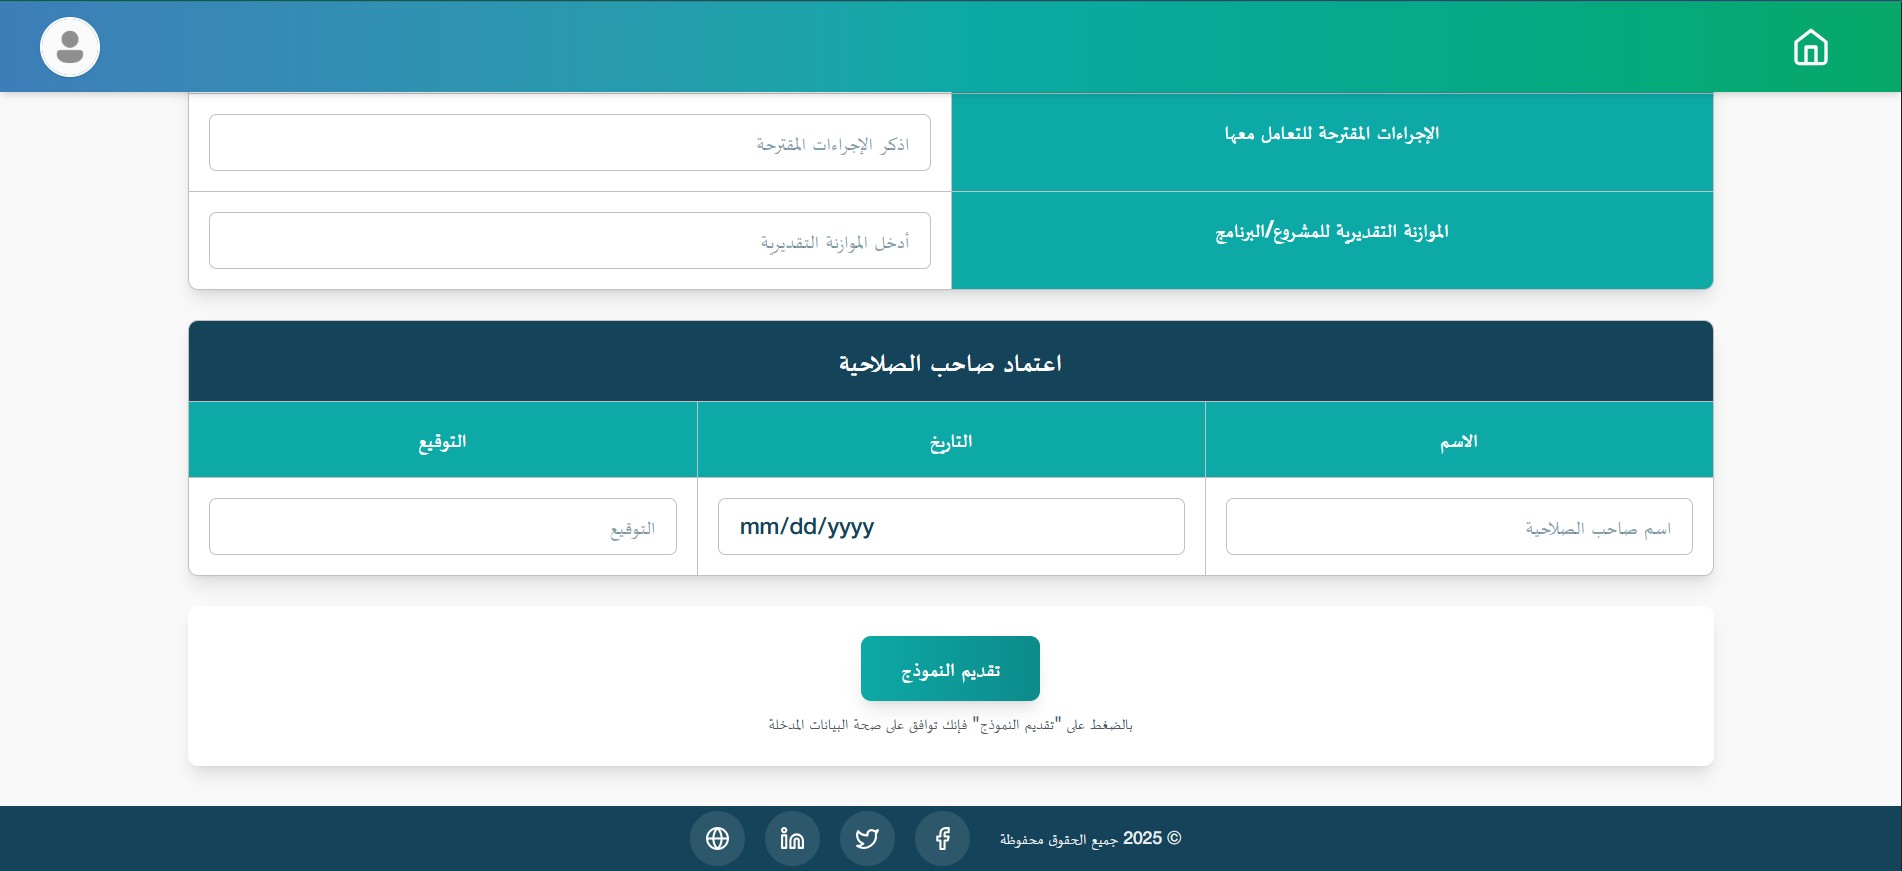 الإجراءات المقترحة للتعامل معها
اذكر الإجراءات المقترحة
الموازنة التقديرية للمشروع/البرنامج
أدخل الموازنة التقديرية
اعتماد صاحب الصلاحية
الاسم
التاريخ
التوقيع
اسم صاحب الصلاحية
mm/dd/yyyy
التوقيع
تقديم النموذج
بالضغط على "تقديم النموذج" فإنك توافق على صحة البيانات المدخلة
© 2025 جميع الحقوق محفوظة